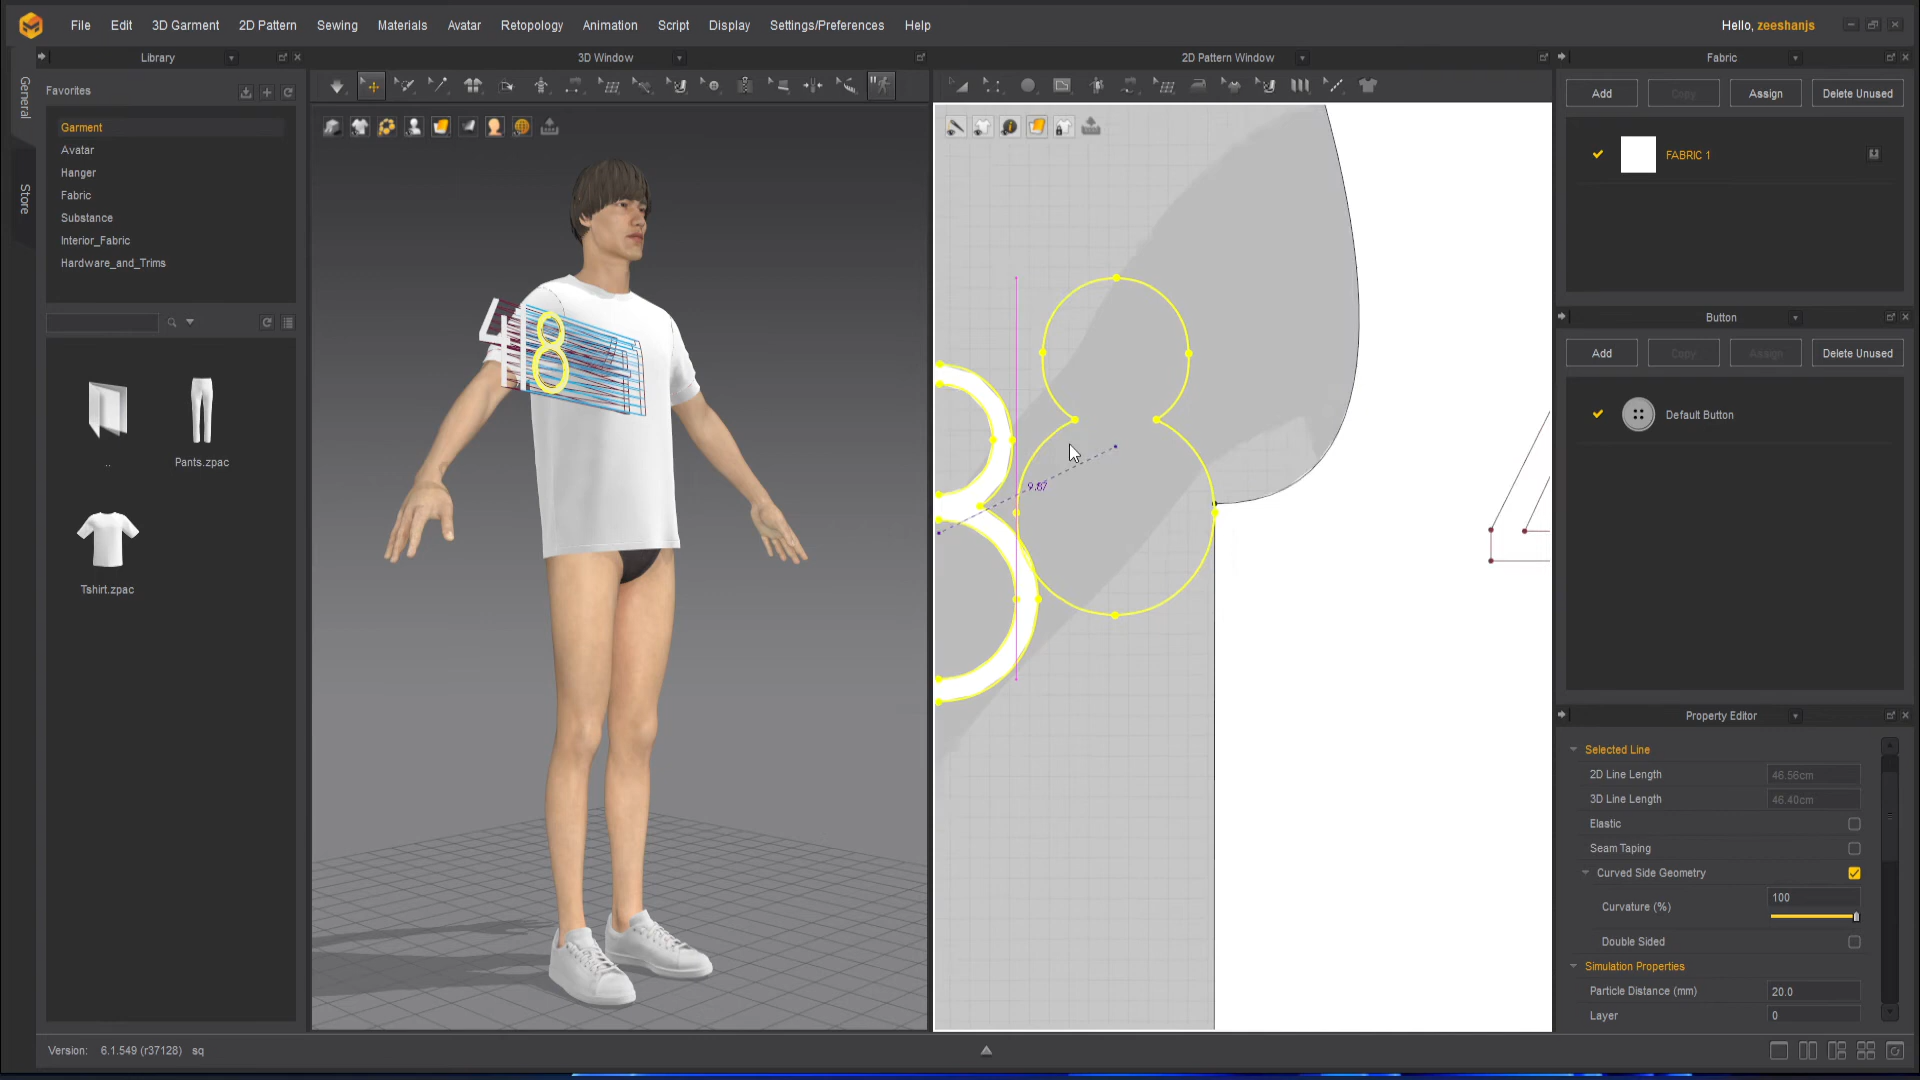 File Edit 3D Garment 2D Pattern Sewing Materials Avatar Retopology Animation Script Display Settings/Preferences Help
Hello, zeeshanjs
Library
3D Window
2D Pattern Window
Fabric
General
Store
Favorites
Garment
Avatar
Hanger
Fabric
Substance
Interior_Fabric
Hardware_and_Trims
..
Pants.zpac
Tshirt.zpac
48
9.87
Add Copy Assign Delete Unused
FABRIC 1
Button
Add Copy Assign Delete Unused
Default Button
Property Editor
Selected Line
2D Line Length 46.56cm
3D Line Length 46.40cm
Elastic
Seam Taping
Curved Side Geometry
Curvature (%) 100
Double Sided
Simulation Properties
Particle Distance (mm) 20.0
Layer 0
Version: 6.1.549 (r37128) sq